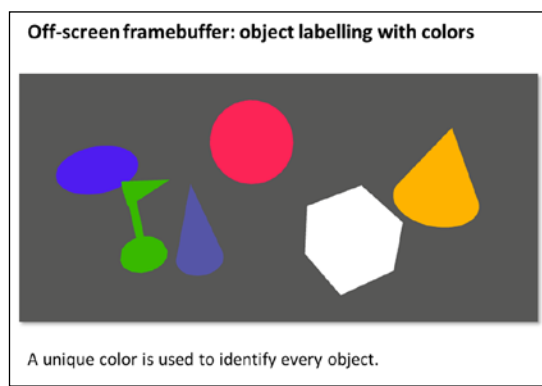 Off-screen framebuffer: object labelling with colors
A unique color is used to identify every object.